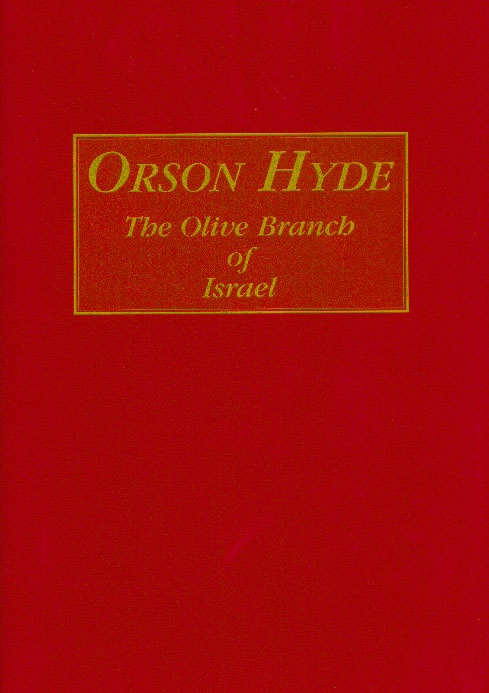 ORSON HYDE
The Olive Branch
of
Israel